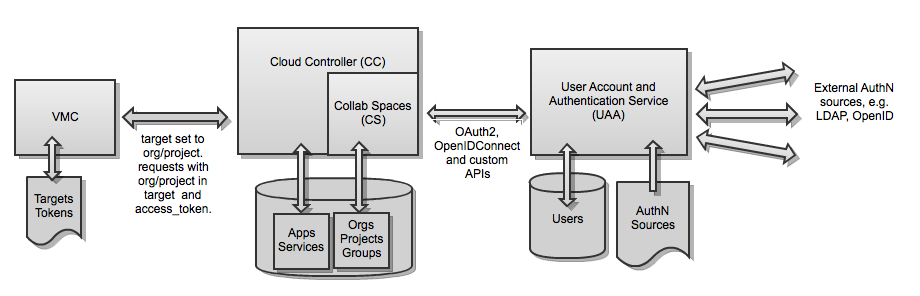 VMC
Targets
Tokens
target set to
org/project.
requests with
org/project in
target and
access_token.
Cloud Controller (CC)
Collab Spaces
(CS)
Apps
Services
Orgs
Projects
Groups
OAuth2,
OpenIDConnect
and custom
APIs
User Account and
Authentication Service
(UAA)
Users
AuthN
Sources
External AuthN
sources, e.g.
LDAP, OpenID